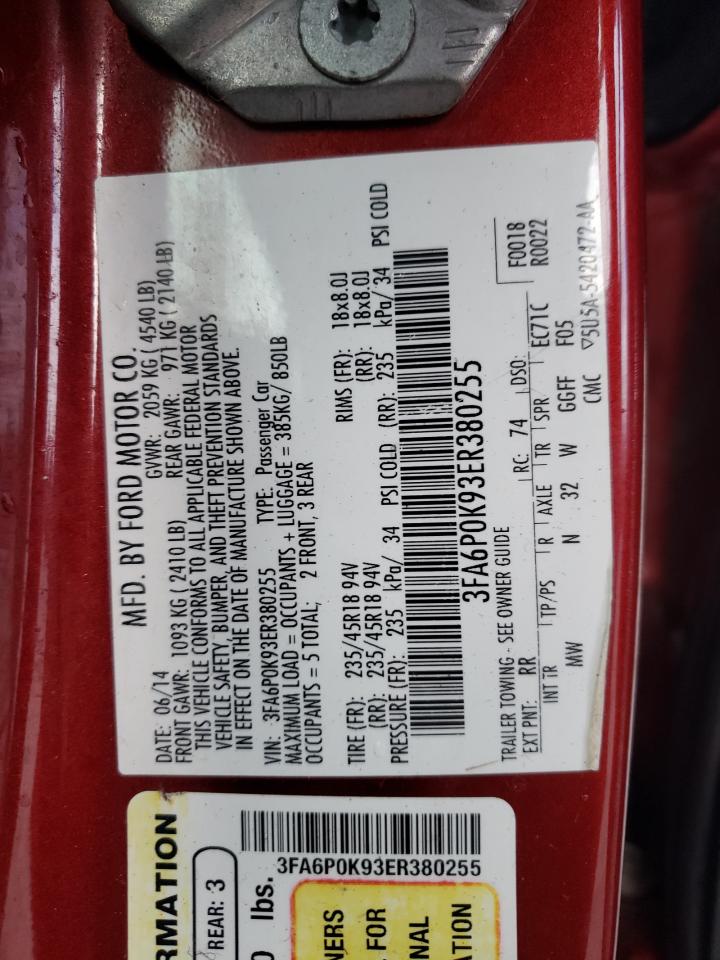 MFD. BY FORD MOTOR CO.
DATE: 06/14 GVWR: 2059 KG ( 4540 LB)
FRONT GAWR: 1093 KG ( 2410 LB) REAR GAWR: 971 KG ( 2140 LB)
THIS VEHICLE CONFORMS TO ALL APPLICABLE FEDERAL MOTOR
VEHICLE SAFETY, BUMPER, AND THEFT PREVENTION STANDARDS
IN EFFECT ON THE DATE OF MANUFACTURE SHOWN ABOVE.
VIN: 3FA6P0K93ER380255 TYPE: Passenger Car
MAXIMUM LOAD = OCCUPANTS + LUGGAGE = 385KG/ 850LB
OCCUPANTS = 5 TOTAL; 2 FRONT, 3 REAR
TIRE (FR): 235/45R18 94V RIMS (FR): 18x8.0J
(RR): 235/45R18 94V (RR): 18x8.0J
PRESSURE (FR): 235 kPa/ 34 PSI COLD (RR): 235 kPa/ 34 PSI COLD
3FA6P0K93ER380255
TRAILER TOWING - SEE OWNER GUIDE
EXT PNT: RR RC: 74 DSO: F0018
R0022
INT TR TP/PS R AXLE TR SPR EC71C
MW N 32 W GGFF F05
CMC ▽5U5A-5420472-AA
3FA6P0K93ER380255
RMATION
REAR: 3
0 lbs.
NERS
FOR
NAL
ATION